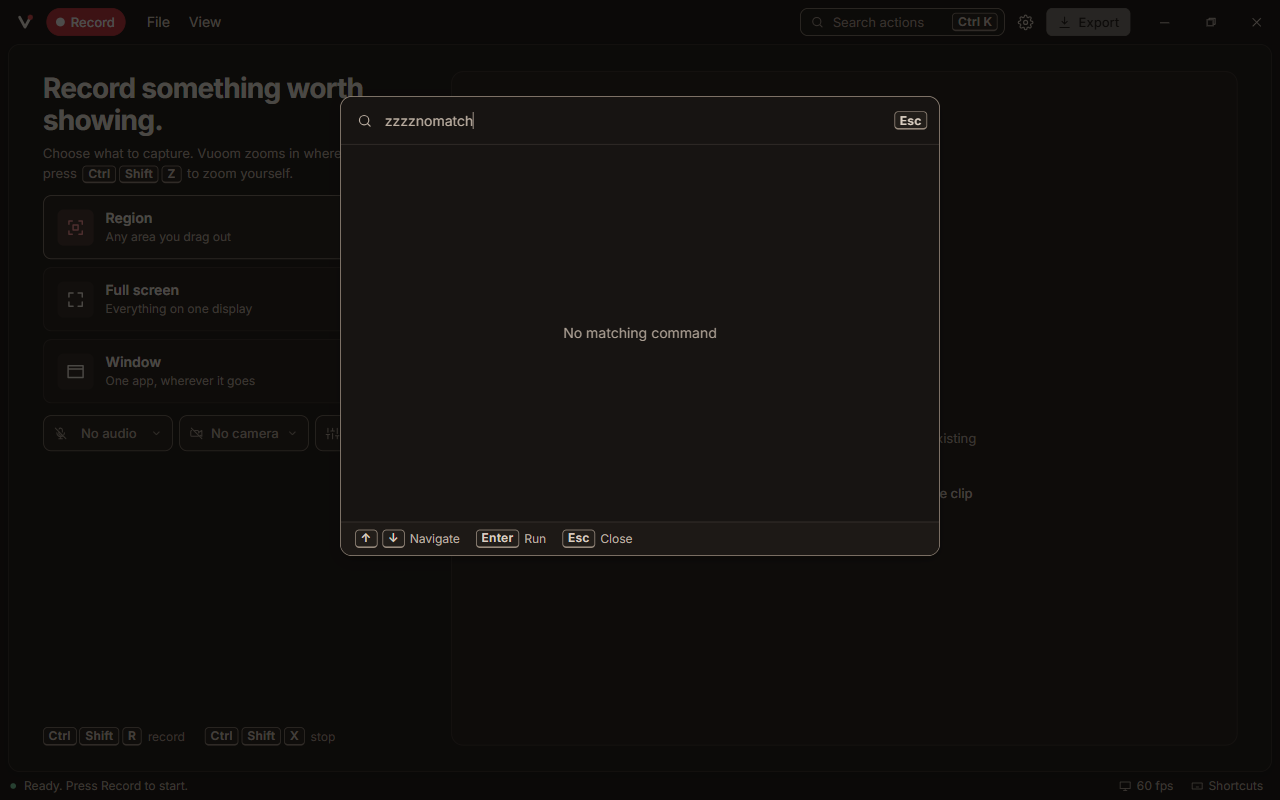 Record File View Search actions Ctrl K Export
Record something worth
showing.
Choose what to capture. Vuoom zooms in where
press Ctrl Shift Z to zoom yourself.
zzzznomatch Esc
Region
Any area you drag out
Full screen
Everything on one display
No matching command
Window
One app, wherever it goes
No audio No camera
xisting
e clip
↑ ↓ Navigate Enter Run Esc Close
Ctrl Shift R record Ctrl Shift X stop
Ready. Press Record to start. 60 fps Shortcuts